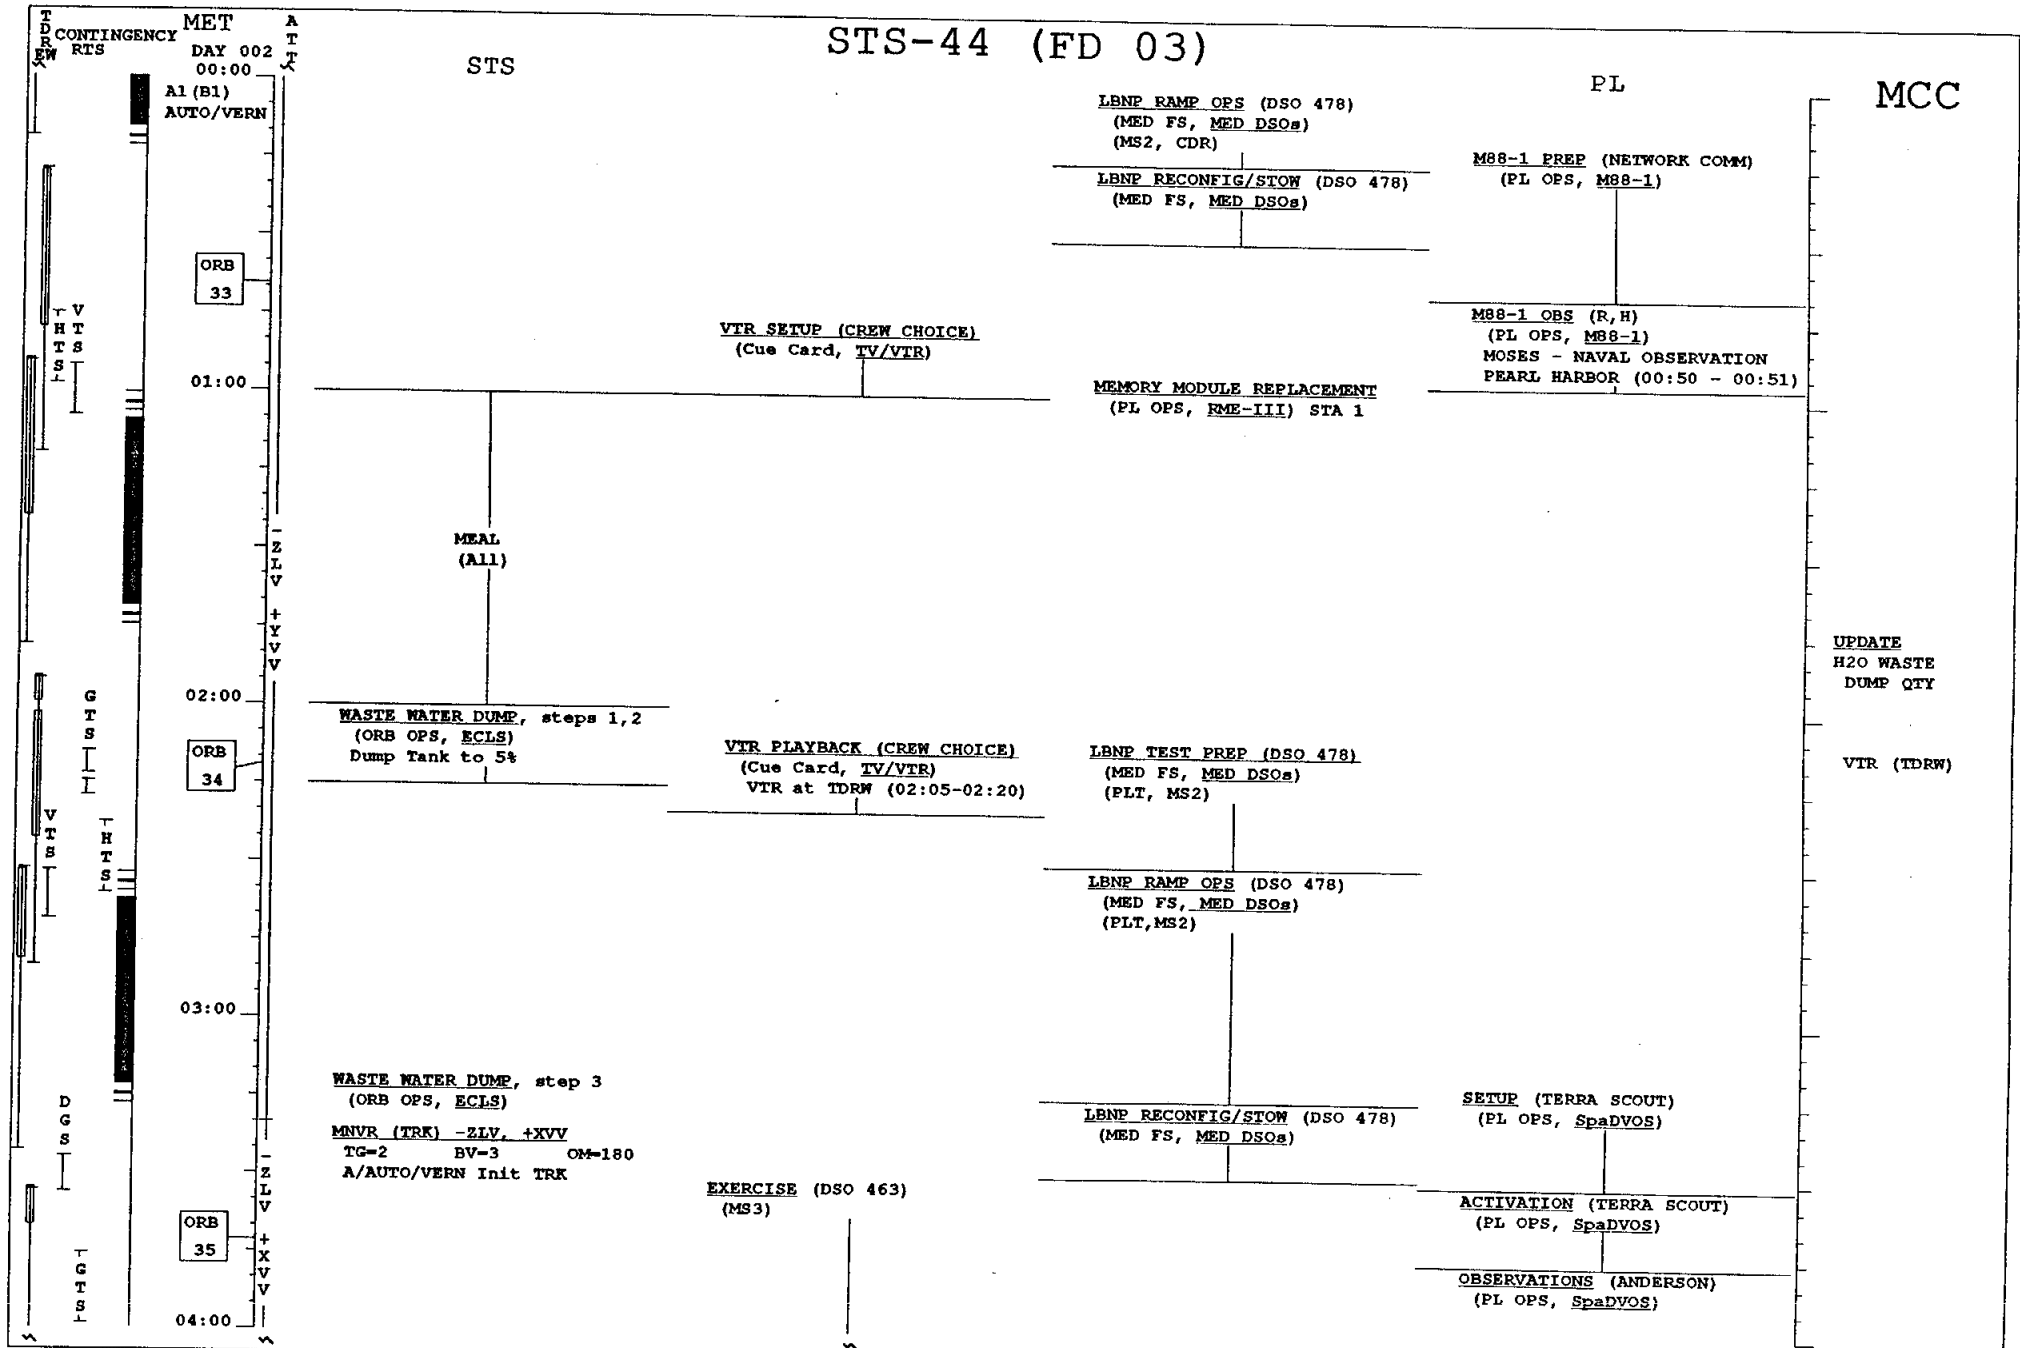 STS-44 (FD 03)
TDREW
CONTINGENCY
RTS
MET
DAY 002
ATT
STS
PL
MCC
00:00
A1(B1)
AUTO/VERN
LBNP RAMP OPS (DSO 478)
(MED FS, MED DSOs)
(MS2, CDR)
M88-1 PREP (NETWORK COMM)
(PL OPS, M88-1)
LBNP RECONFIG/STOW (DSO 478)
(MED FS, MED DSOs)
ORB
33
HTS
VTS
VTR SETUP (CREW CHOICE)
(Cue Card, TV/VTR)
M88-1 OBS (R,H)
(PL OPS, M88-1)
MOSES - NAVAL OBSERVATION
PEARL HARBOR (00:50 - 00:51)
01:00
MEMORY MODULE REPLACEMENT
(PL OPS, RME-III) STA 1
MEAL
(All)
-ZLV +YVV
UPDATE
H2O WASTE
DUMP QTY
02:00
GTS
WASTE WATER DUMP, steps 1,2
(ORB OPS, ECLS)
Dump Tank to 5%
ORB
34
VTR PLAYBACK (CREW CHOICE)
(Cue Card, TV/VTR)
VTR at TDRW (02:05-02:20)
LBNP TEST PREP (DSO 478)
(MED FS, MED DSOs)
(PLT, MS2)
VTR (TDRW)
VTS
HTS
LBNP RAMP OPS (DSO 478)
(MED FS, MED DSOs)
(PLT,MS2)
03:00
WASTE WATER DUMP, step 3
(ORB OPS, ECLS)
MNVR (TRK) -ZLV, +XVV
TG=2 BV=3 OM=180
A/AUTO/VERN Init TRK
DGS
LBNP RECONFIG/STOW (DSO 478)
(MED FS, MED DSOs)
SETUP (TERRA SCOUT)
(PL OPS, SpaDVOS)
EXERCISE (DSO 463)
(MS3)
ACTIVATION (TERRA SCOUT)
(PL OPS, SpaDVOS)
ORB
35
-ZLV +XVV
GTS
OBSERVATIONS (ANDERSON)
(PL OPS, SpaDVOS)
04:00